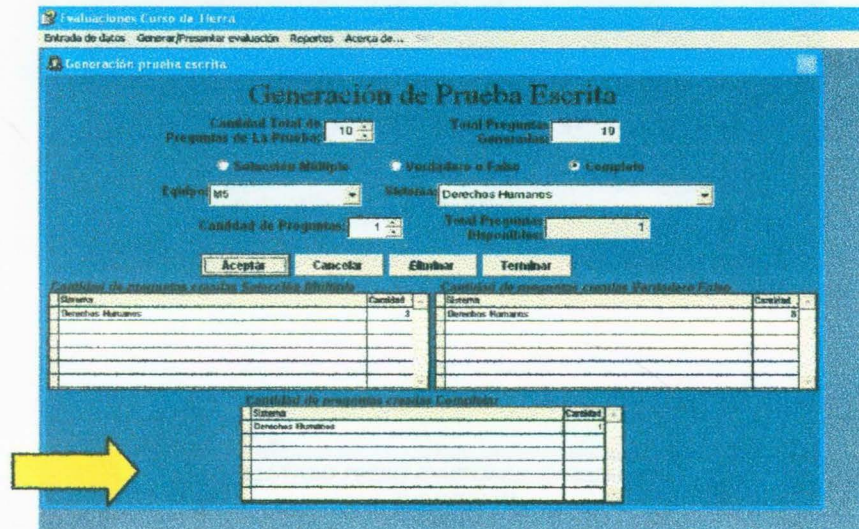 Evaluaciones Curso de Tierra
Entrada de datos Generar/Presentar evaluación Reportes Acerca de...
Generación prueba escrita
Generación de Prueba Escrita
Cantidad Total de Preguntas de La Prueba: 10 Total Preguntas Generadas: 10
Selección Múltiple Verdadero o Falso Completo
Equipo: M5 Sistema: Derechos Humanos
Cantidad de Preguntas: 1 Total Preguntas Disponibles: 1
Aceptar Cancelar Eliminar Terminar
Cantidad de preguntas creadas Selección Múltiple Cantidad de preguntas creadas Verdadero Falso
Sistema Cantidad Sistema Cantidad
Derechos Humanos Derechos Humanos 8
Cantidad de preguntas creadas Completar
Sistema Cantidad
Derechos Humanos 1